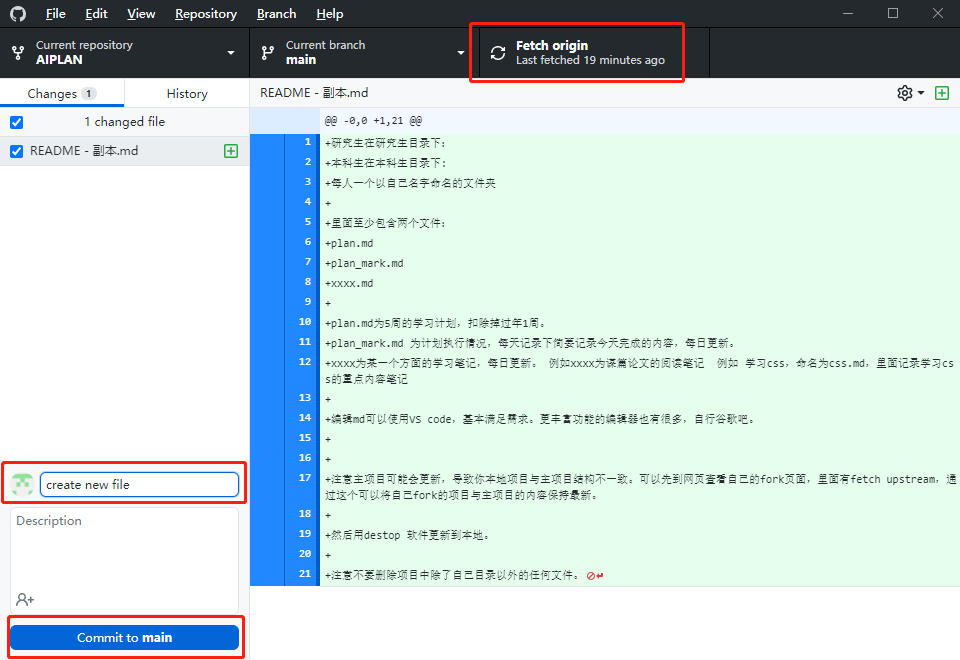 File Edit View Repository Branch Help
Current repository
AIPLAN
Current branch
main
Fetch origin
Last fetched 19 minutes ago
Changes 1
History
README - 副本.md
1 changed file
README - 副本.md
@@ -0,0 +1,21 @@
1 +研究生在研究生目录下：
2 +本科生在本科生目录下：
3 +每人一个以自己名字命名的文件夹
4 +
5 +里面至少包含两个文件：
6 +plan.md
7 +plan_mark.md
8 +xxxx.md
9 +
10 +plan.md为5周的学习计划，扣除掉过年1周。
11 +plan_mark.md 为计划执行情况，每天记录下简要记录今天完成的内容，每日更新。
12 +xxxx为某一个方面的学习笔记，每日更新。 例如xxxx为课篇论文的阅读笔记  例如 学习css，命名为css.md，里面记录学习cs
s的重点内容笔记
13 +
14 +编辑md可以使用VS code，基本满足需求。更丰富功能的编辑器也有很多，自行谷歌吧。
15 +
16 +
17 +注意主项目可能会更新，导致你本地项目与主项目结构不一致。可以先到网页查看自己的fork页面，里面有fetch upstream，通
过这个可以将自己fork的项目与主项目的内容保持最新。
18 +
19 +然后用destop 软件更新到本地。
20 +
21 +注意不要删除项目中除了自己目录以外的任何文件。
create new file
Description
Commit to main